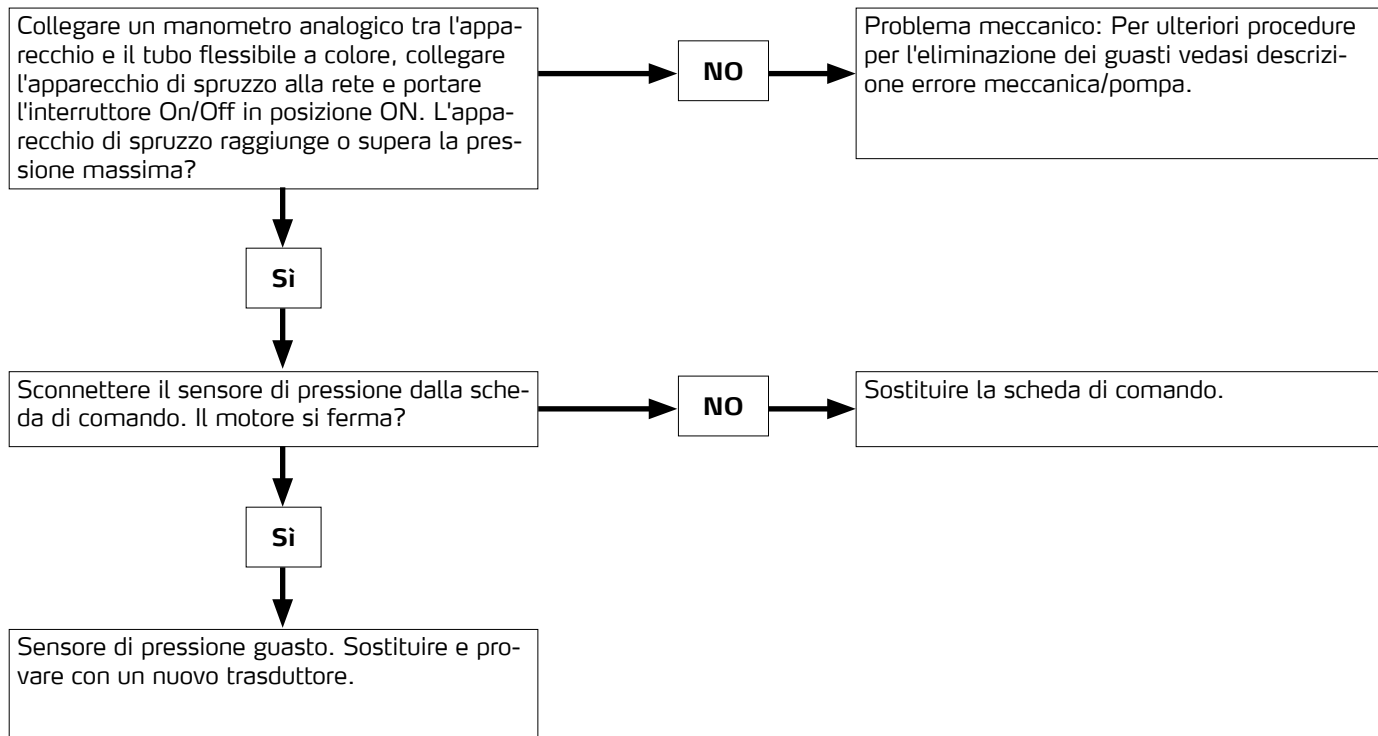 Collegare un manometro analogico tra l'appa-
recchio e il tubo flessibile a colore, collegare
l'apparecchio di spruzzo alla rete e portare
l'interruttore On/Off in posizione ON. L'appa-
recchio di spruzzo raggiunge o supera la pres-
sione massima?
NO
Problema meccanico: Per ulteriori procedure
per l'eliminazione dei guasti vedasi descrizi-
one errore meccanica/pompa.
Sì
Sconnettere il sensore di pressione dalla sche-
da di comando. Il motore si ferma?
NO
Sostituire la scheda di comando.
Sì
Sensore di pressione guasto. Sostituire e pro-
vare con un nuovo trasduttore.